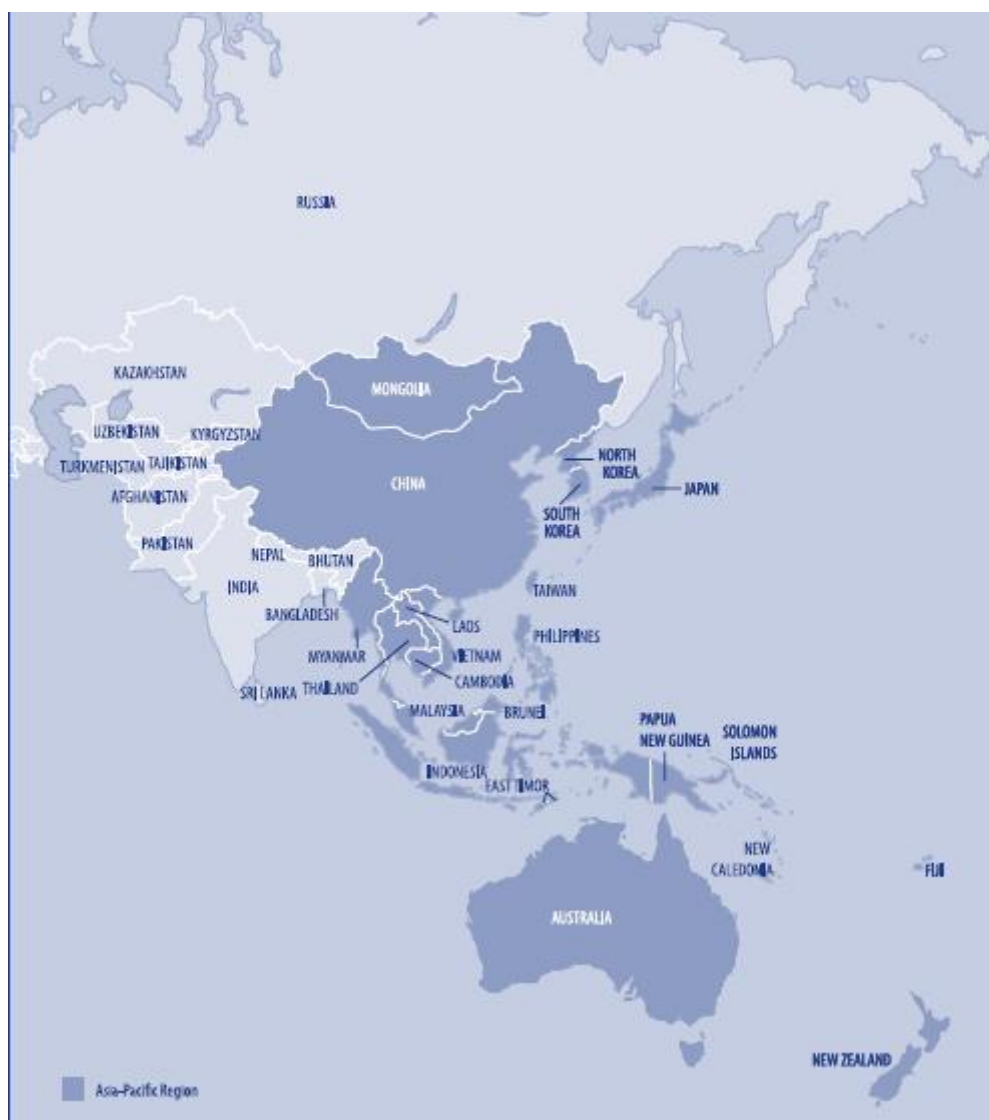 RUSSIA
KAZAKHSTAN
MONGOLIA
UZBEKISTAN
KYRGYZSTAN
TURKMENISTAN
TAJIKISTAN
NORTH
KOREA
CHINA
JAPAN
AFGHANISTAN
SOUTH
KOREA
PAKISTAN
NEPAL
BHUTAN
INDIA
TAIWAN
BANGLADESH
LAOS
PHILIPPINES
MYANMAR
VIETNAM
CAMBODIA
SRI LANKA
THAILAND
MALAYSIA
BRUNEI
PAPUA
NEW GUINEA
SOLOMON
ISLANDS
INDONESIA
EAST TIMOR
NEW
CALEDONIA
FIJI
AUSTRALIA
NEW ZEALAND
Asia-Pacific Region